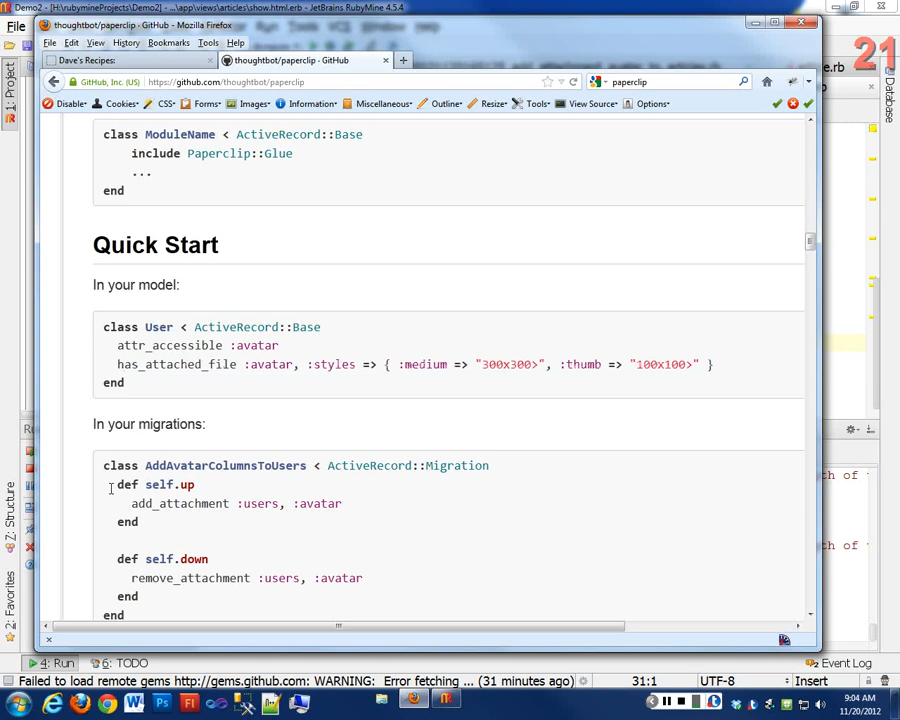 Demo2 - [H:\rubymineProjects\Demo2] - ...\app\views\articles\show.html.erb - JetBrains RubyMine 4.5.4
File
thoughtbot/paperclip · GitHub - Mozilla Firefox
File Edit View History Bookmarks Tools Help
Dave's Recipes:
thoughtbot/paperclip · GitHub
GitHub, Inc. (US) https://github.com/thoughtbot/paperclip
paperclip
Disable Cookies CSS Forms Images Information Miscellaneous Outline Resize Tools View Source Options
21
1: Project
Database
class ModuleName < ActiveRecord::Base
include Paperclip::Glue
...
end
Quick Start
In your model:
class User < ActiveRecord::Base
attr_accessible :avatar
has_attached_file :avatar, :styles => { :medium => "300x300>", :thumb => "100x100>" }
end
In your migrations:
class AddAvatarColumnsToUsers < ActiveRecord::Migration
def self.up
add_attachment :users, :avatar
end
def self.down
remove_attachment :users, :avatar
end
end
Z: Structure
2: Favorites
4: Run 6: TODO Event Log
Failed to load remote gems http://gems.github.com: WARNING: Error fetching ... (31 minutes ago) 31:1 UTF-8 Insert
9:04 AM
11/20/2012